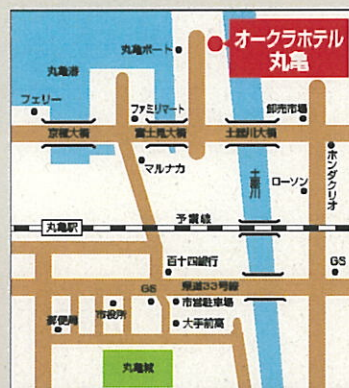 オークラホテル
丸亀
丸亀ボート
丸亀港
フェリー
ファミリマート
卸売市場
京極大橋
富士見大橋
土器川大橋
マルナカ
土器川
ローソン
ホンダクリオ
予讃線
丸亀駅
百十四銀行
県道33号線
GS
GS
市営駐車場
市役所
郵便局
大手前高
丸亀城